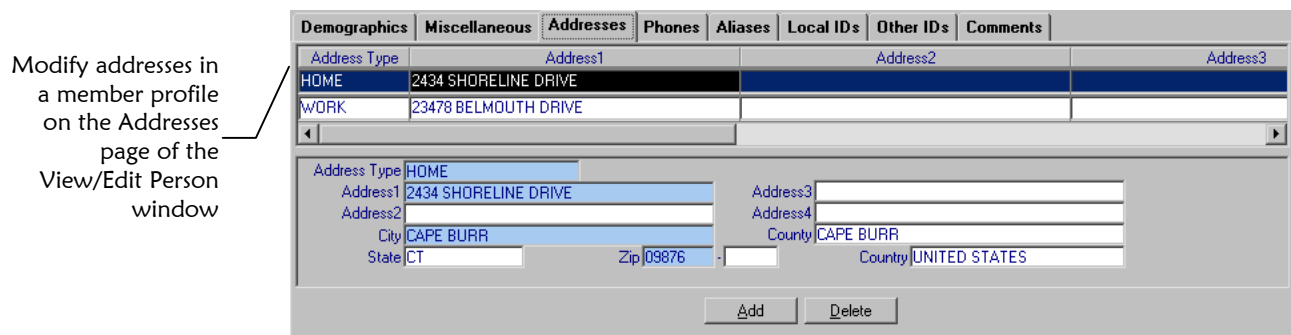 Modify addresses in
a member profile
on the Addresses
page of the
View/Edit Person
window
Demographics Miscellaneous Addresses Phones Aliases Local IDs Other IDs Comments
Address Type Address1 Address2 Address3
HOME 2434 SHORELINE DRIVE
WORK 23478 BELMOUTH DRIVE
Address Type HOME
Address1 2434 SHORELINE DRIVE Address3
Address2 Address4
City CAPE BURR County CAPE BURR
State CT Zip 09876 - Country UNITED STATES
Add Delete